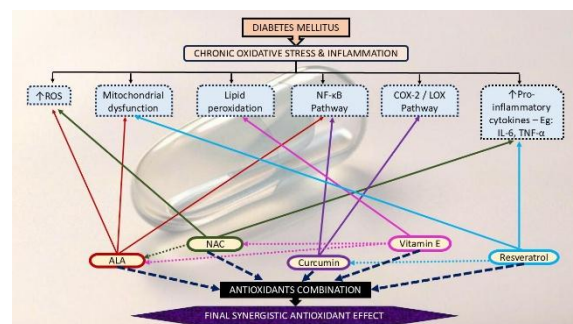 DIABETES MELLITUS
CHRONIC OXIDATIVE STRESS & INFLAMMATION
↑ROS
Mitochondrial
dysfunction
Lipid
peroxidation
NF-κB
Pathway
COX-2 / LOX
Pathway
↑Pro-
inflammatory
cytokines – Eg:
IL-6, TNF-α
NAC
Vitamin E
ALA
Curcumin
Resveratrol
ANTIOXIDANTS COMBINATION
FINAL SYNERGISTIC ANTIOXIDANT EFFECT